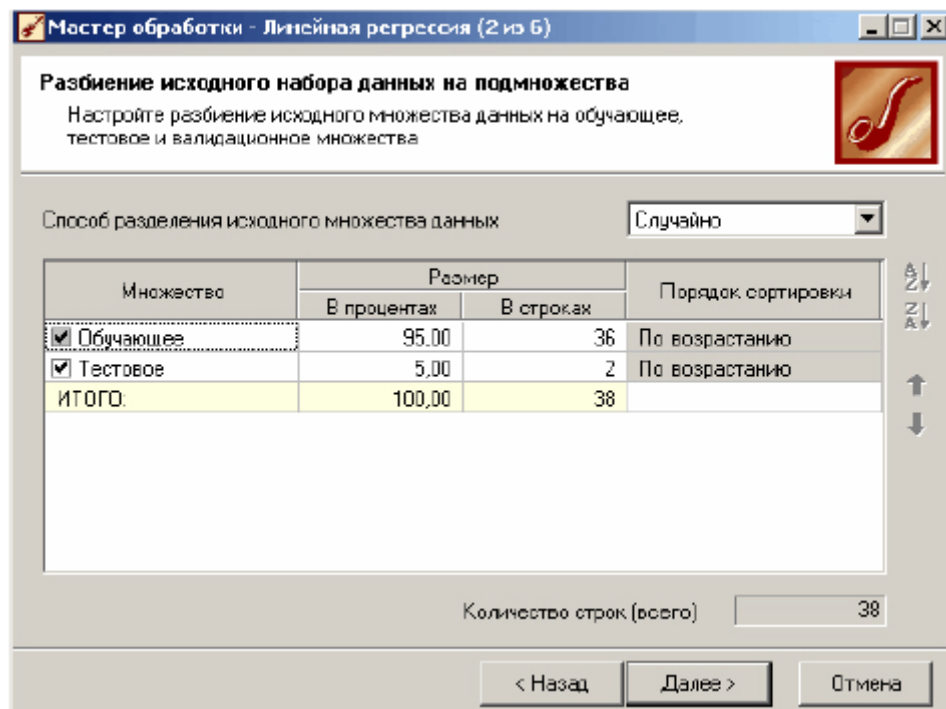 Мастер обработки - Линейная регрессия (2 из 6)
Разбиение исходного набора данных на подмножества
Настройте разбиение исходного множества данных на обучающее,
тестовое и валидационное множества
Способ разделения исходного множества данных Случайно
Множество Размер Порядок сортировки
В процентах В строках
Обучающее 95.00 36 По возрастанию
Тестовое 5,00 2 По возрастанию
ИТОГО: 100,00 38
Количество строк (всего) 38
< Назад Далее > Отмена